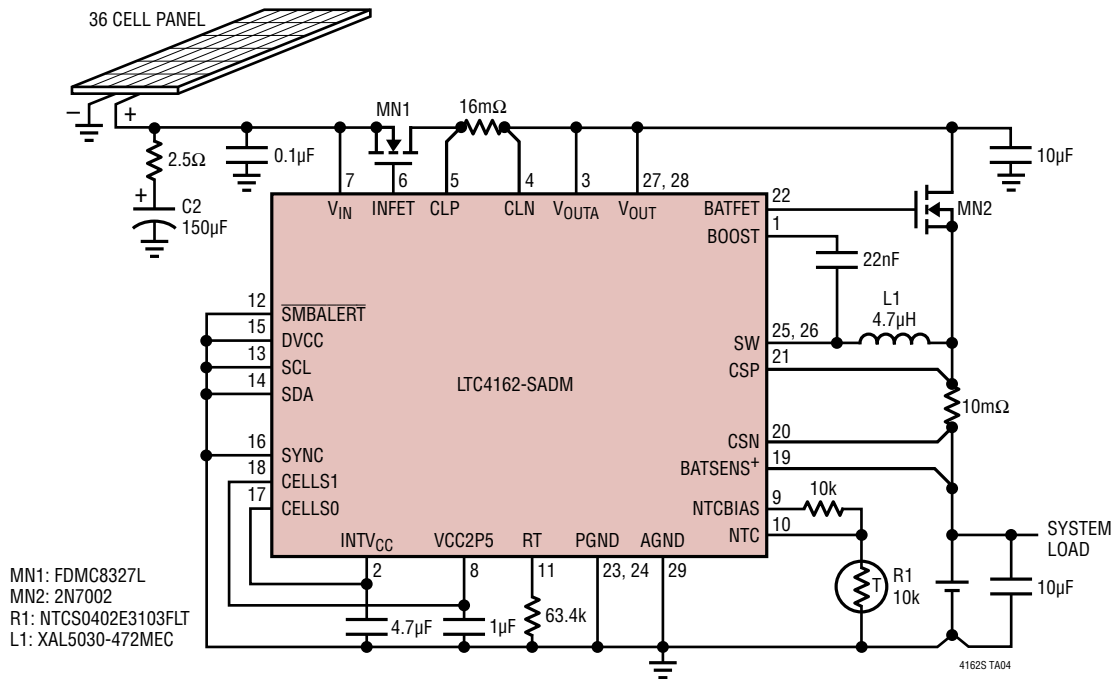 36 CELL PANEL
–
+
MN1
16mΩ
2.5Ω
0.1µF
10µF
+
C2
150µF
7
6
5
4
3
27, 28
VIN
INFET
CLP
CLN
VOUTA
VOUT
BATFET
22
MN2
BOOST
1
22nF
L1
4.7µH
12
SMBALERT
15
DVCC
13
SCL
14
SDA
SW
25, 26
CSP
21
LTC4162-SADM
10mΩ
16
SYNC
18
CELLS1
17
CELLS0
CSN
20
BATSENS+
19
NTCBIAS
9
10k
NTC
10
SYSTEM
LOAD
INTVCC
VCC2P5
RT
PGND
AGND
2
8
11
23, 24
29
T
R1
10k
10µF
4.7µF
1µF
63.4k
MN1: FDMC8327L
MN2: 2N7002
R1: NTCS0402E3103FLT
L1: XAL5030-472MEC
4162S TA04